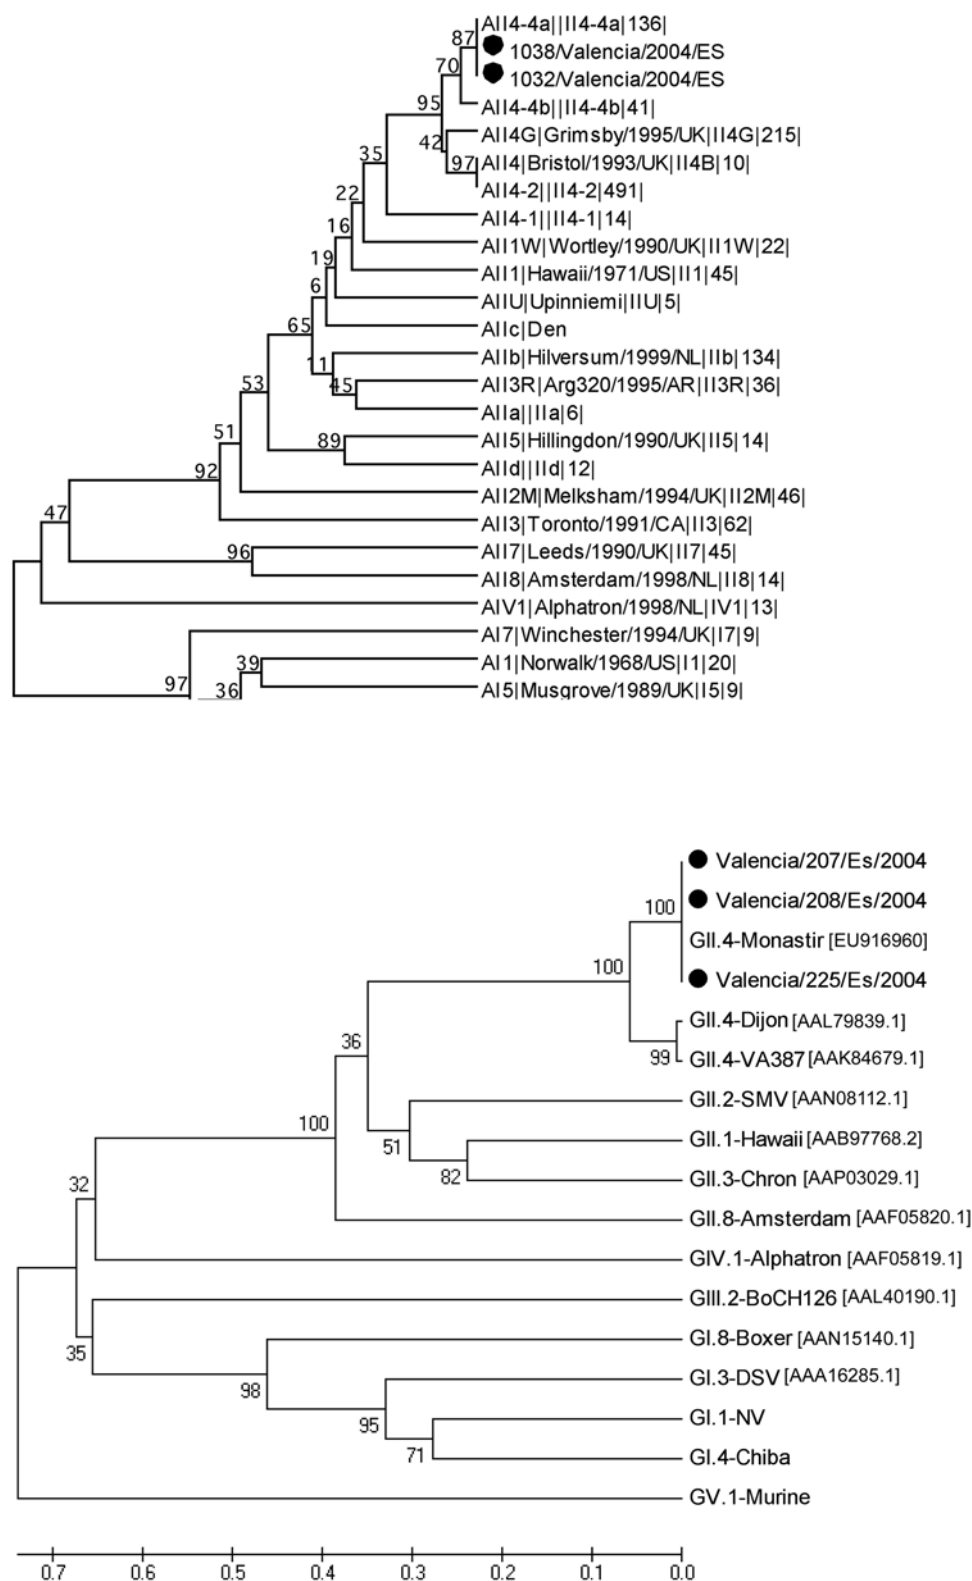 AII4-4a||II4-4a|136|
87
1038/Valencia/2004/ES
70
1032/Valencia/2004/ES
95
AII4-4b||II4-4b|41|
42
AII4G|Grimsby/1995/UK|II4G|215|
35
97
AII4|Bristol/1993/UK|II4B|10|
22
AII4-2||II4-2|491|
16
AII4-1||II4-1|14|
19
AII1W|Wortley/1990/UK|II1W|22|
6
AII1|Hawaii/1971/US|II1|45|
AIIU|Upinniemi|IIU|5|
65
AIIc|Den
11
AIIb|Hilversum/1999/NL|IIb|134|
53
45
AII3R|Arg320/1995/AR|II3R|36|
AIIa||IIa|6|
51
89
AII5|Hillingdon/1990/UK|II5|14|
92
AIId||IId|12|
AII2M|Melksham/1994/UK|II2M|46|
47
AII3|Toronto/1991/CA|II3|62|
96
AII7|Leeds/1990/UK|II7|45|
AII8|Amsterdam/1998/NL|II8|14|
AIV1|Alphatron/1998/NL|IV1|13|
AI7|Winchester/1994/UK|I7|9|
39
AI1|Norwalk/1968/US|I1|20|
97
36
AI5|Musgrove/1989/UK|I5|9|
Valencia/207/Es/2004
100
Valencia/208/Es/2004
GII.4-Monastir [EU916960]
100
Valencia/225/Es/2004
GII.4-Dijon [AAL79839.1]
36
99
GII.4-VA387 [AAK84679.1]
GII.2-SMV [AAN08112.1]
100
51
GII.1-Hawaii [AAB97768.2]
82
GII.3-Chron [AAP03029.1]
32
GII.8-Amsterdam [AAF05820.1]
GIV.1-Alphatron [AAF05819.1]
GIII.2-BoCH126 [AAL40190.1]
35
GI.8-Boxer [AAN15140.1]
98
GI.3-DSV [AAA16285.1]
95
GI.1-NV
71
GI.4-Chiba
GV.1-Murine
0.7 0.6 0.5 0.4 0.3 0.2 0.1 0.0